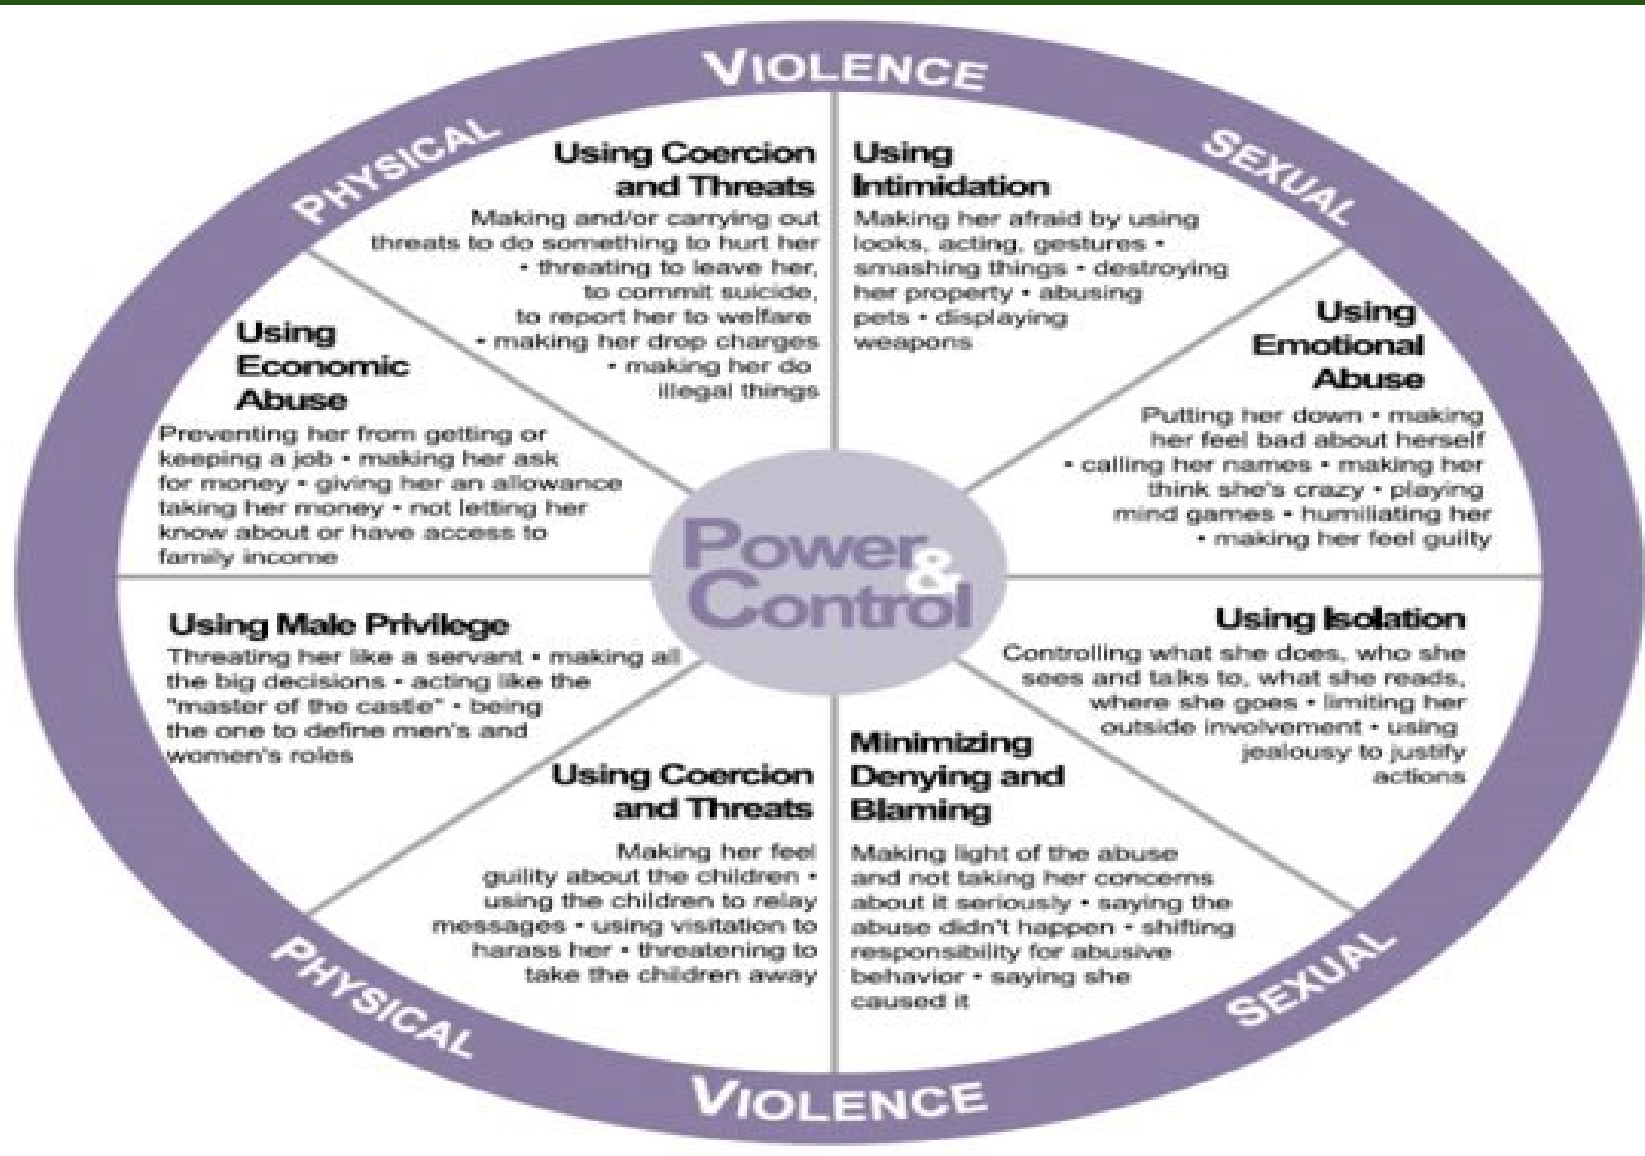 VIOLENCE
PHYSICAL
SEXUAL
Using Coercion
and Threats
Making and/or carrying out
threats to do something to hurt her
• threating to leave her,
to commit suicide,
to report her to welfare
• making her drop charges
• making her do
illegal things
Using
Intimidation
Making her afraid by using
looks, acting, gestures •
smashing things • destroying
her property • abusing
pets • displaying
weapons
Using
Economic
Abuse
Preventing her from getting or
keeping a job • making her ask
for money • giving her an allowance
taking her money • not letting her
know about or have access to
family income
Using
Emotional
Abuse
Putting her down • making
her feel bad about herself
• calling her names • making her
think she's crazy • playing
mind games • humiliating her
• making her feel guilty
Power
&
Control
Using Male Privilege
Threating her like a servant • making all
the big decisions • acting like the
"master of the castle" • being
the one to define men's and
women's roles
Using Isolation
Controlling what she does, who she
sees and talks to, what she reads,
where she goes • limiting her
outside involvement • using
jealousy to justify
actions
Using Coercion
and Threats
Making her feel
guility about the children •
using the children to relay
messages • using visitation to
harass her • threatening to
take the children away
Minimizing
Denying and
Blaming
Making light of the abuse
and not taking her concerns
about it seriously • saying the
abuse didn't happen • shifting
responsibility for abusive
behavior • saying she
caused it
PHYSICAL
SEXUAL
VIOLENCE